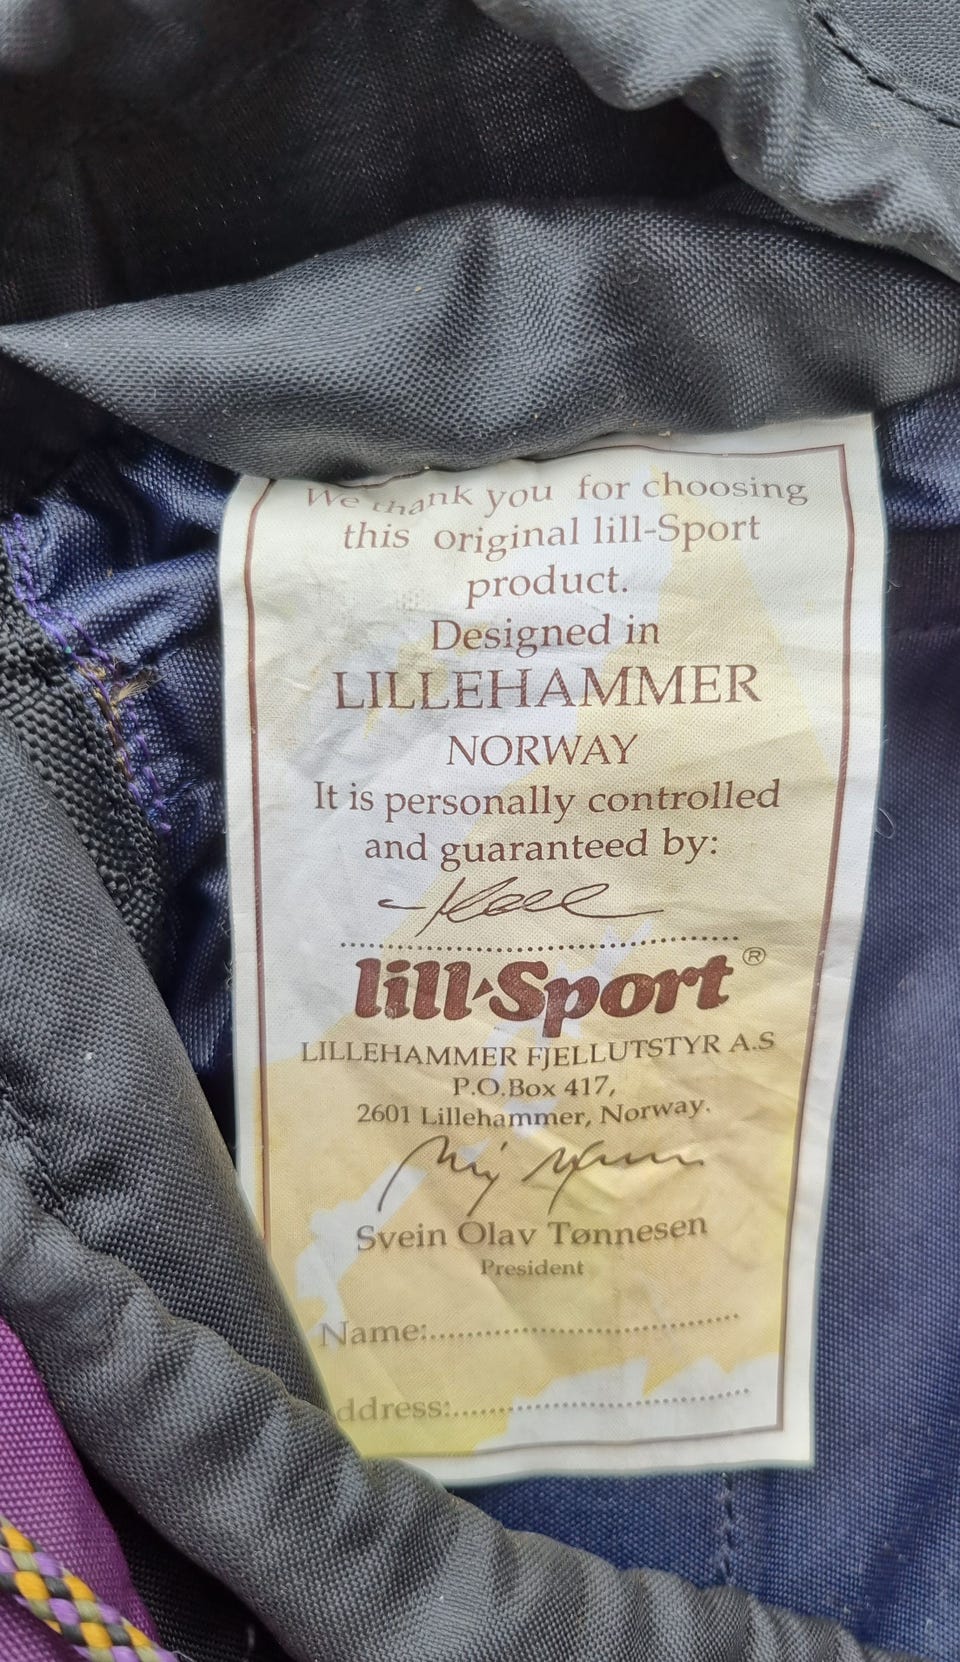 We thank you for choosing
this original lill-Sport
product.
Designed in
LILLEHAMMER
NORWAY
It is personally controlled
and guaranteed by:
lill-Sport®
LILLEHAMMER FJELLUTSTYR A.S
P.O.Box 417,
2601 Lillehammer, Norway.
Svein Olav Tønnesen
President
Name:..............................
ddress:..............................